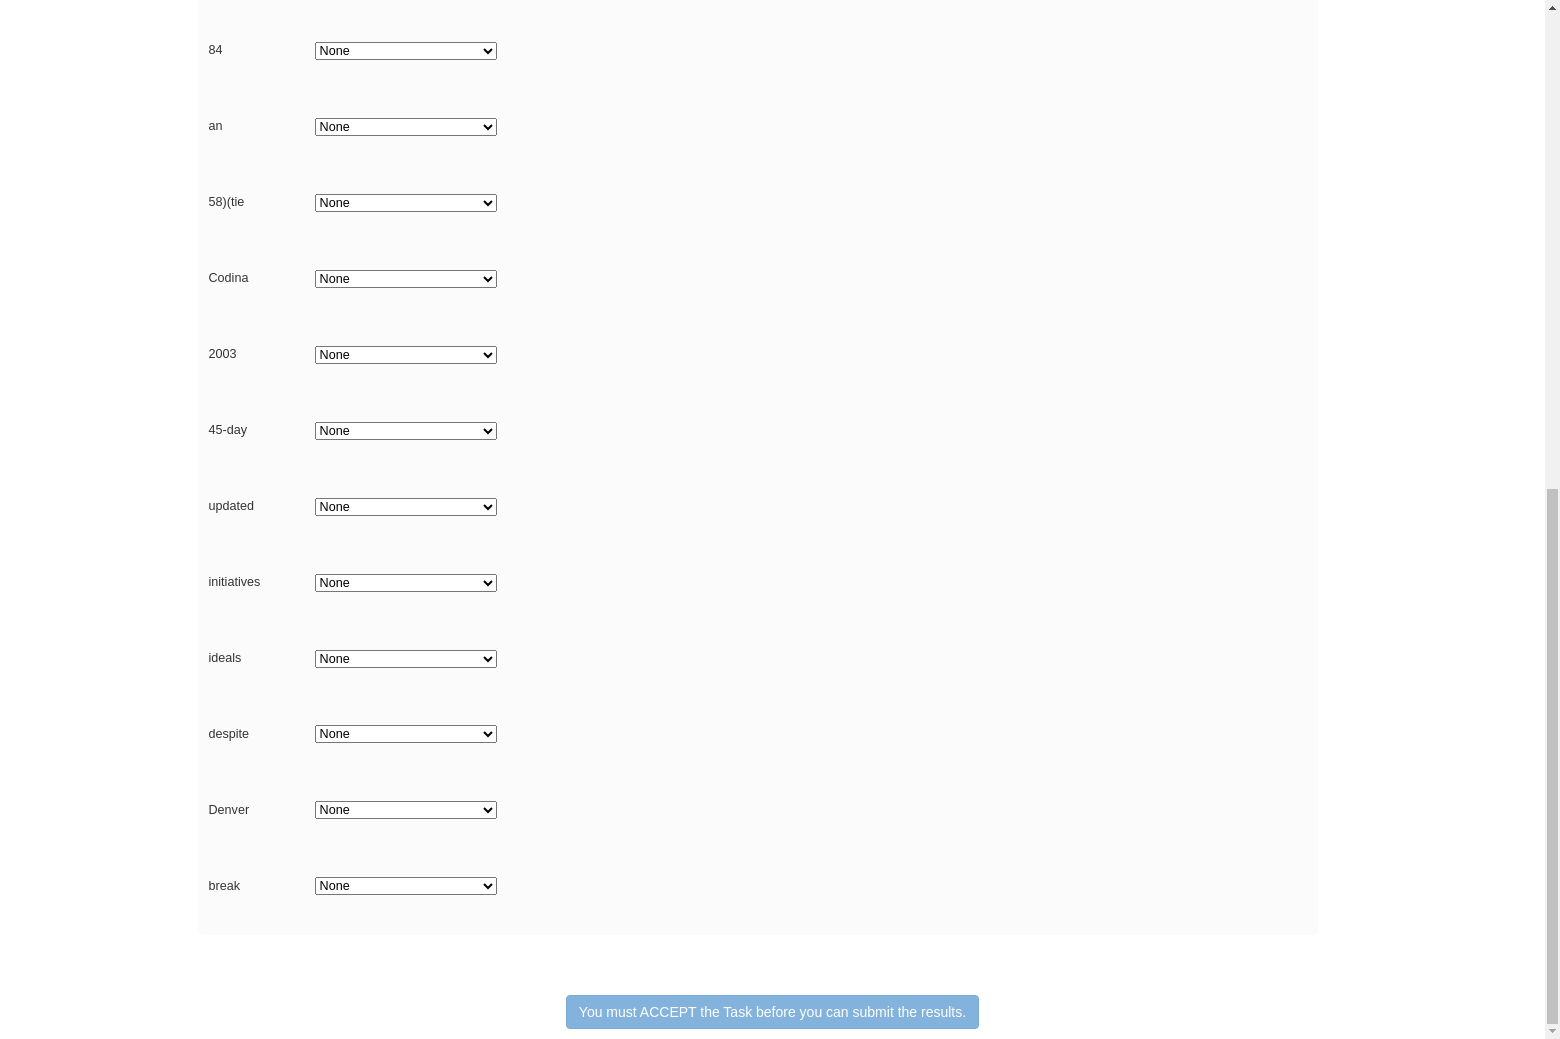 84 None
an None
58)(tie None
Codina None
2003 None
45-day None
updated None
initiatives None
ideals None
despite None
Denver None
break None
You must ACCEPT the Task before you can submit the results.